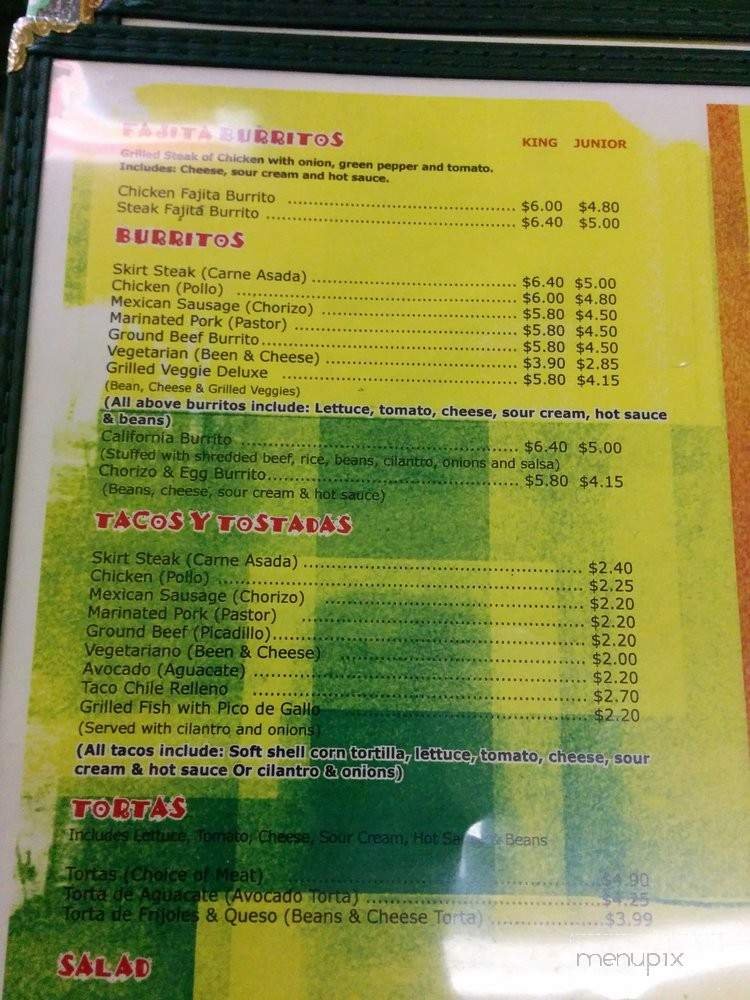 FAJITA BURRITOS KING JUNIOR
Grilled Steak of Chicken with onion, green pepper and tomato.
Includes: Cheese, sour cream and hot sauce.
Chicken Fajita Burrito $6.00 $4.80
Steak Fajita Burrito $6.40 $5.00
BURRITOS
Skirt Steak (Carne Asada) $6.40 $5.00
Chicken (Pollo) $6.00 $4.80
Mexican Sausage (Chorizo) $5.80 $4.50
Marinated Pork (Pastor) $5.80 $4.50
Ground Beef Burrito $5.80 $4.50
Vegetarian (Been & Cheese) $3.90 $2.85
Grilled Veggie Deluxe $5.80 $4.15
(Bean, Cheese & Grilled Veggies)
(All above burritos include: Lettuce, tomato, cheese, sour cream, hot sauce
& beans)
California Burrito $6.40 $5.00
(Stuffed with shredded beef, rice, beans, cilantro, onions and salsa)
Chorizo & Egg Burrito $5.80 $4.15
(Beans, cheese, sour cream & hot sauce)
TACOS Y TOSTADAS
Skirt Steak (Carne Asada) $2.40
Chicken (Pollo) $2.25
Mexican Sausage (Chorizo) $2.20
Marinated Pork (Pastor) $2.20
Ground Beef (Picadillo) $2.20
Vegetariano (Been & Cheese) $2.00
Avocado (Aguacate) $2.20
Taco Chile Relleno $2.70
Grilled Fish with Pico de Gallo $2.20
(Served with cilantro and onions)
(All tacos include: Soft shell corn tortilla, lettuce, tomato, cheese, sour
cream & hot sauce Or cilantro & onions)
TORTAS
Includes Lettuce, Tomato, Cheese, Sour Cream, Hot Sauce & Beans
Tortas (Choice of Meat) $4.90
Torta de Aguacate (Avocado Torta) $4.25
Torta de Frijoles & Queso (Beans & Cheese Torta) $3.99
SALAD
menupix